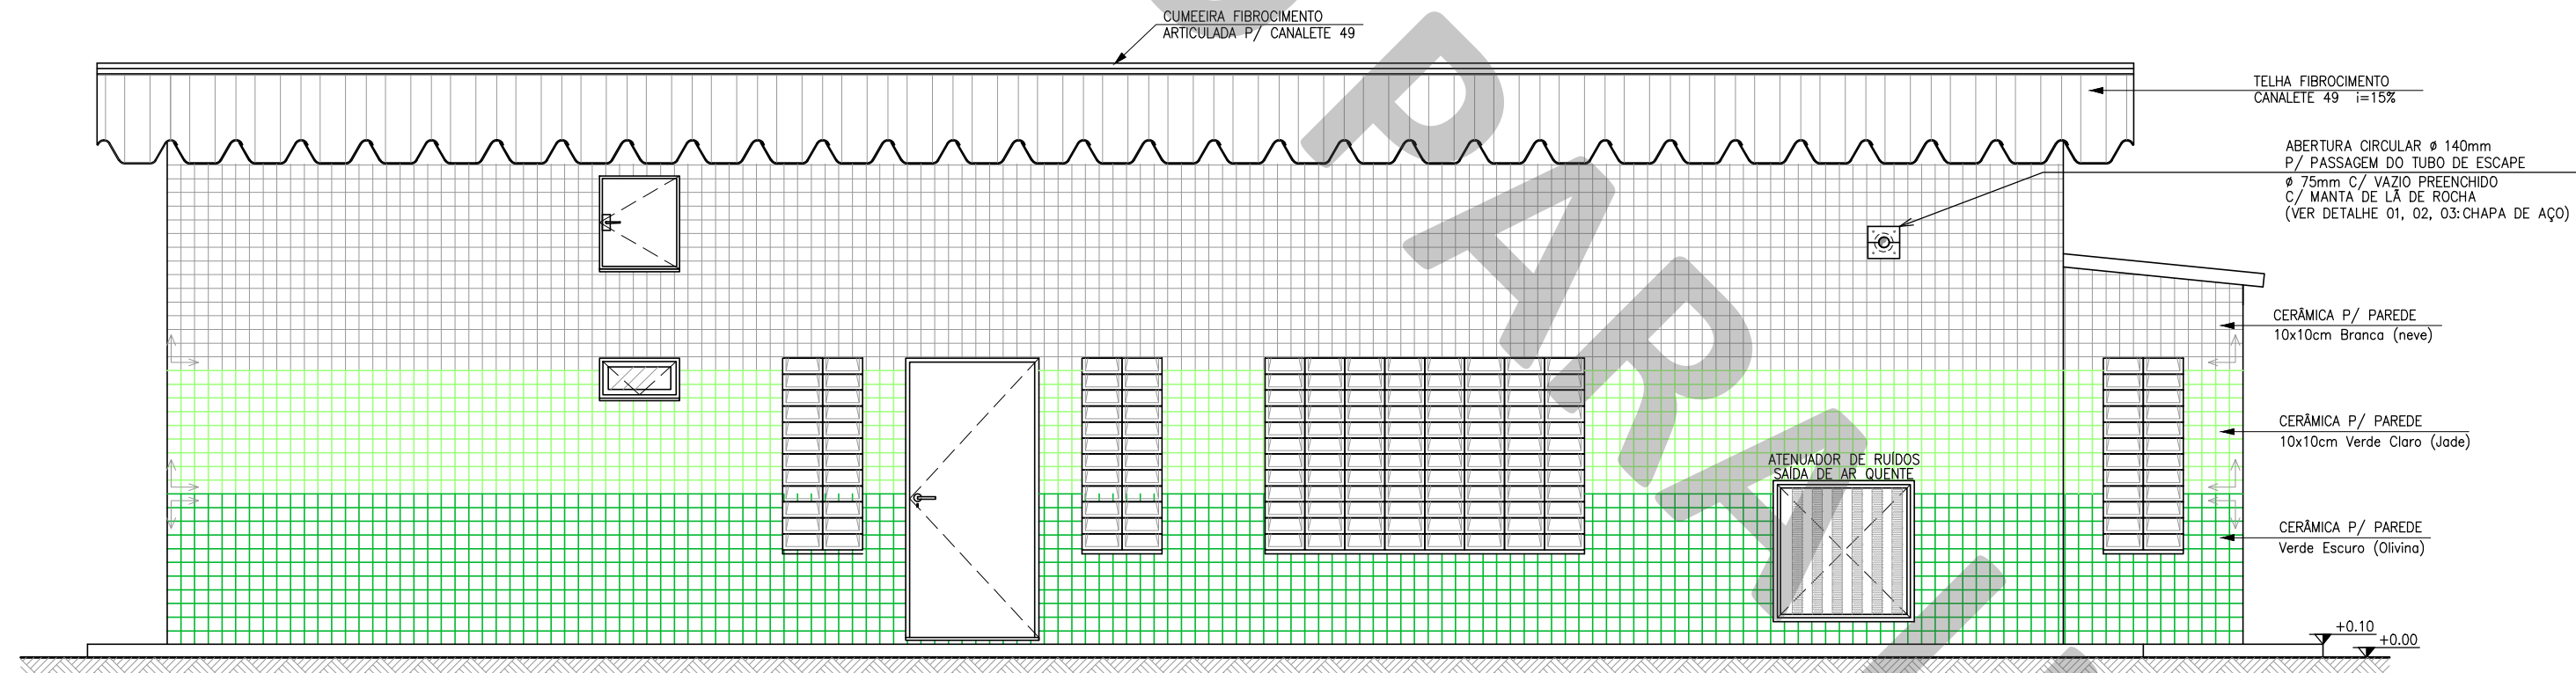 CUMEEIRA FIBROCIMENTO
ARTICULADA P/ CANALETE 49
TELHA FIBROCIMENTO
CANALETE 49 i=15%
ABERTURA CIRCULAR ø 140mm
P/ PASSAGEM DO TUBO DE ESCAPE
ø 75mm C/ VAZIO PREENCHIDO
C/ MANTA DE LÃ DE ROCHA
(VER DETALHE 01, 02, 03:CHAPA DE AÇO)
CERÂMICA P/ PAREDE
10x10cm Branca (neve)
CERÂMICA P/ PAREDE
10x10cm Verde Claro (Jade)
ATENUADOR DE RUÍDOS
SAÍDA DE AR QUENTE
CERÂMICA P/ PAREDE
Verde Escuro (Olivina)
+0.10
+0.00
PARA